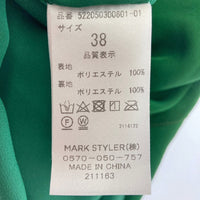 品番 522050300601-01
サイズ
38
品質表示
表地
ポリエステル 100%
裏地
ポリエステル 100%
2114122
MARK STYLER(株)
0570-050-757
MADE IN CHINA
211163